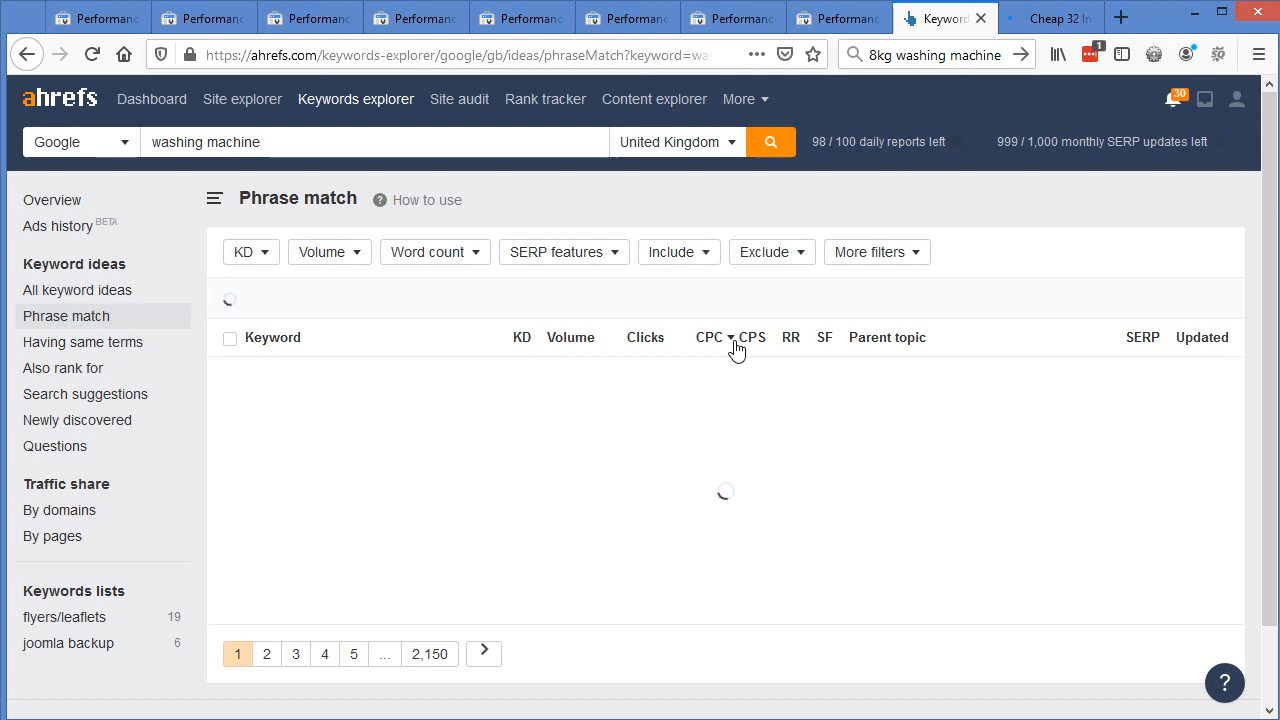 Performanc Performanc Performanc Performanc Performanc Performanc Performanc Performanc Keyword Cheap 32 In
https://ahrefs.com/keywords-explorer/google/gb/ideas/phraseMatch?keyword=wa 8kg washing machine 1
ahrefs Dashboard Site explorer Keywords explorer Site audit Rank tracker Content explorer More 30
Google washing machine United Kingdom 98 / 100 daily reports left 999 / 1,000 monthly SERP updates left
Overview
Ads history BETA
Keyword ideas
All keyword ideas
Phrase match
Having same terms
Also rank for
Search suggestions
Newly discovered
Questions
Traffic share
By domains
By pages
Keywords lists
flyers/leaflets 19
joomla backup 6
Phrase match ? How to use
KD Volume Word count SERP features Include Exclude More filters
Keyword KD Volume Clicks CPC CPS RR SF Parent topic SERP Updated
1 2 3 4 5 ... 2,150
?